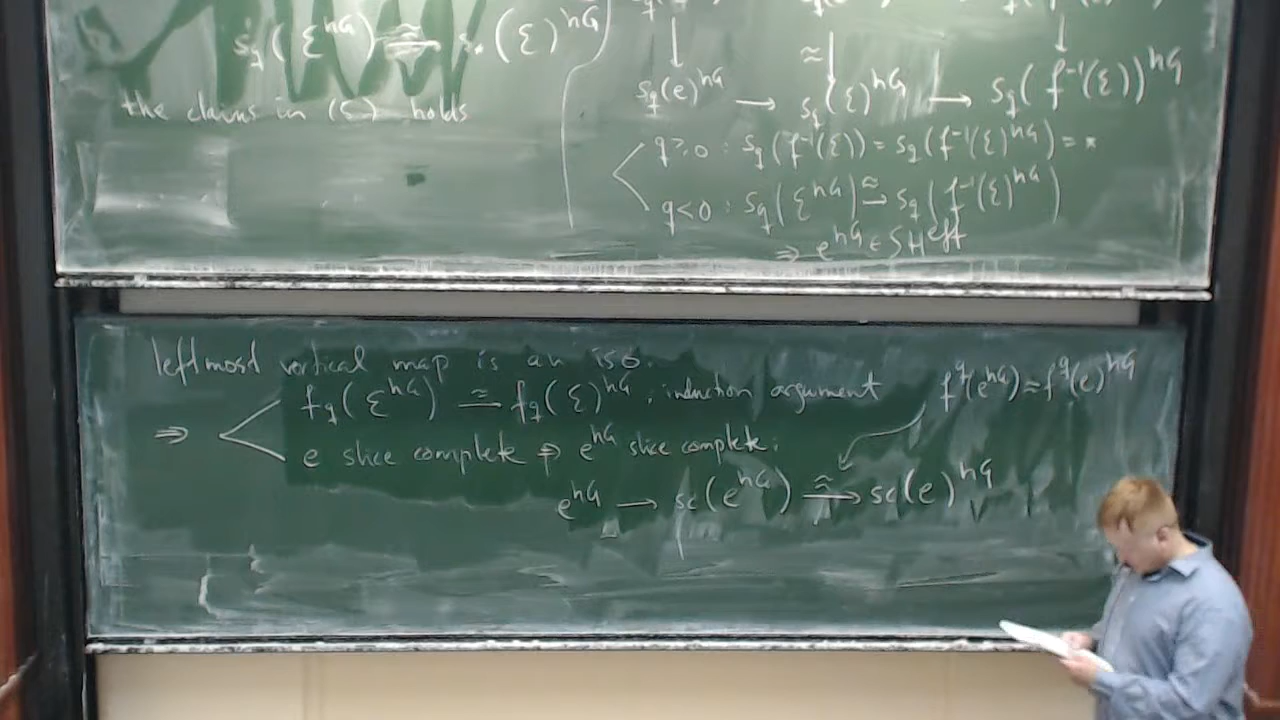 s_q(Ɛ^{hG}) ≅ s_*(Ɛ)^{hG}
the claims in (5) holds
s_q(e)^{hG} → s_q(Ɛ)^{hG} → s_q(f^{-1}(Ɛ))^{hG}
q≥0 : s_q(f^{-1}(Ɛ)) = s_q(f^{-1}(Ɛ)^{hG}) = *
q<0 : s_q(Ɛ^{hG}) ≈→ s_q(f^{-1}(Ɛ)^{hG})
⇒ e^{hG} ∈ SH^{eff}
leftmost vertical map is an iso.
⇒ f_q(Ɛ^{hG}) ≈→ f_q(Ɛ)^{hG} : induction argument
f^q(e^{hG}) ≈ f^q(e)^{hG}
e slice complete ⇒ e^{hG} slice complete:
e^{hG} → sc(e^{hG}) ≈→ sc(e)^{hG}